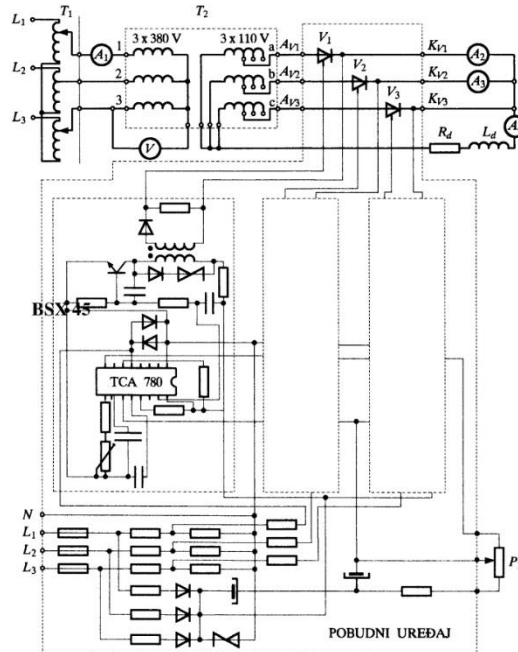 T1 T2
L1 3 x 380 V 3 x 110 V a AV1 V1 KV1
A1 1 A2
L2 2 b AV2 V2 KV2 A3
L3 3 c AV3 V3 KV3
V Rd Ld A
BSX 45
TCA 780
N
L1
L2
L3
P
POBUDNI UREĐAJ